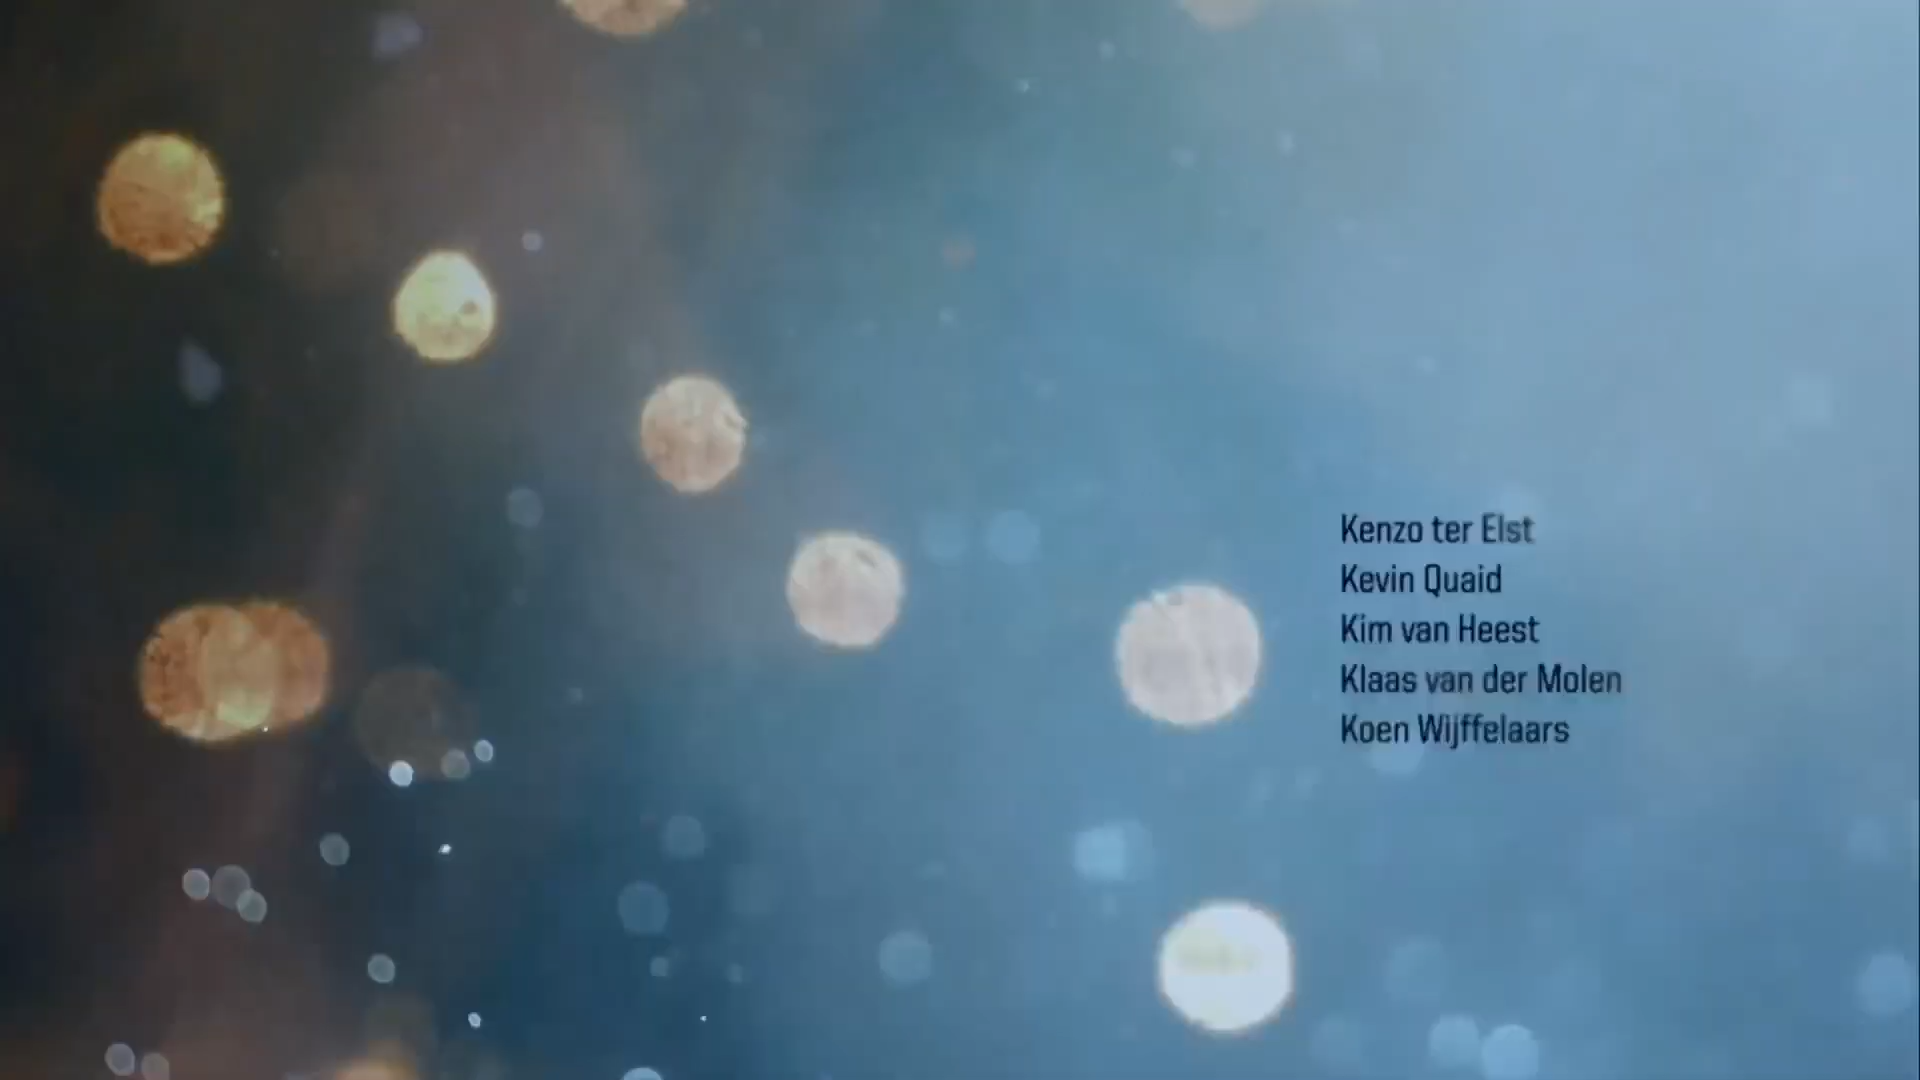 Kenzo ter Elst
Kevin Quaid
Kim van Heest
Klaas van der Molen
Koen Wijffelaars